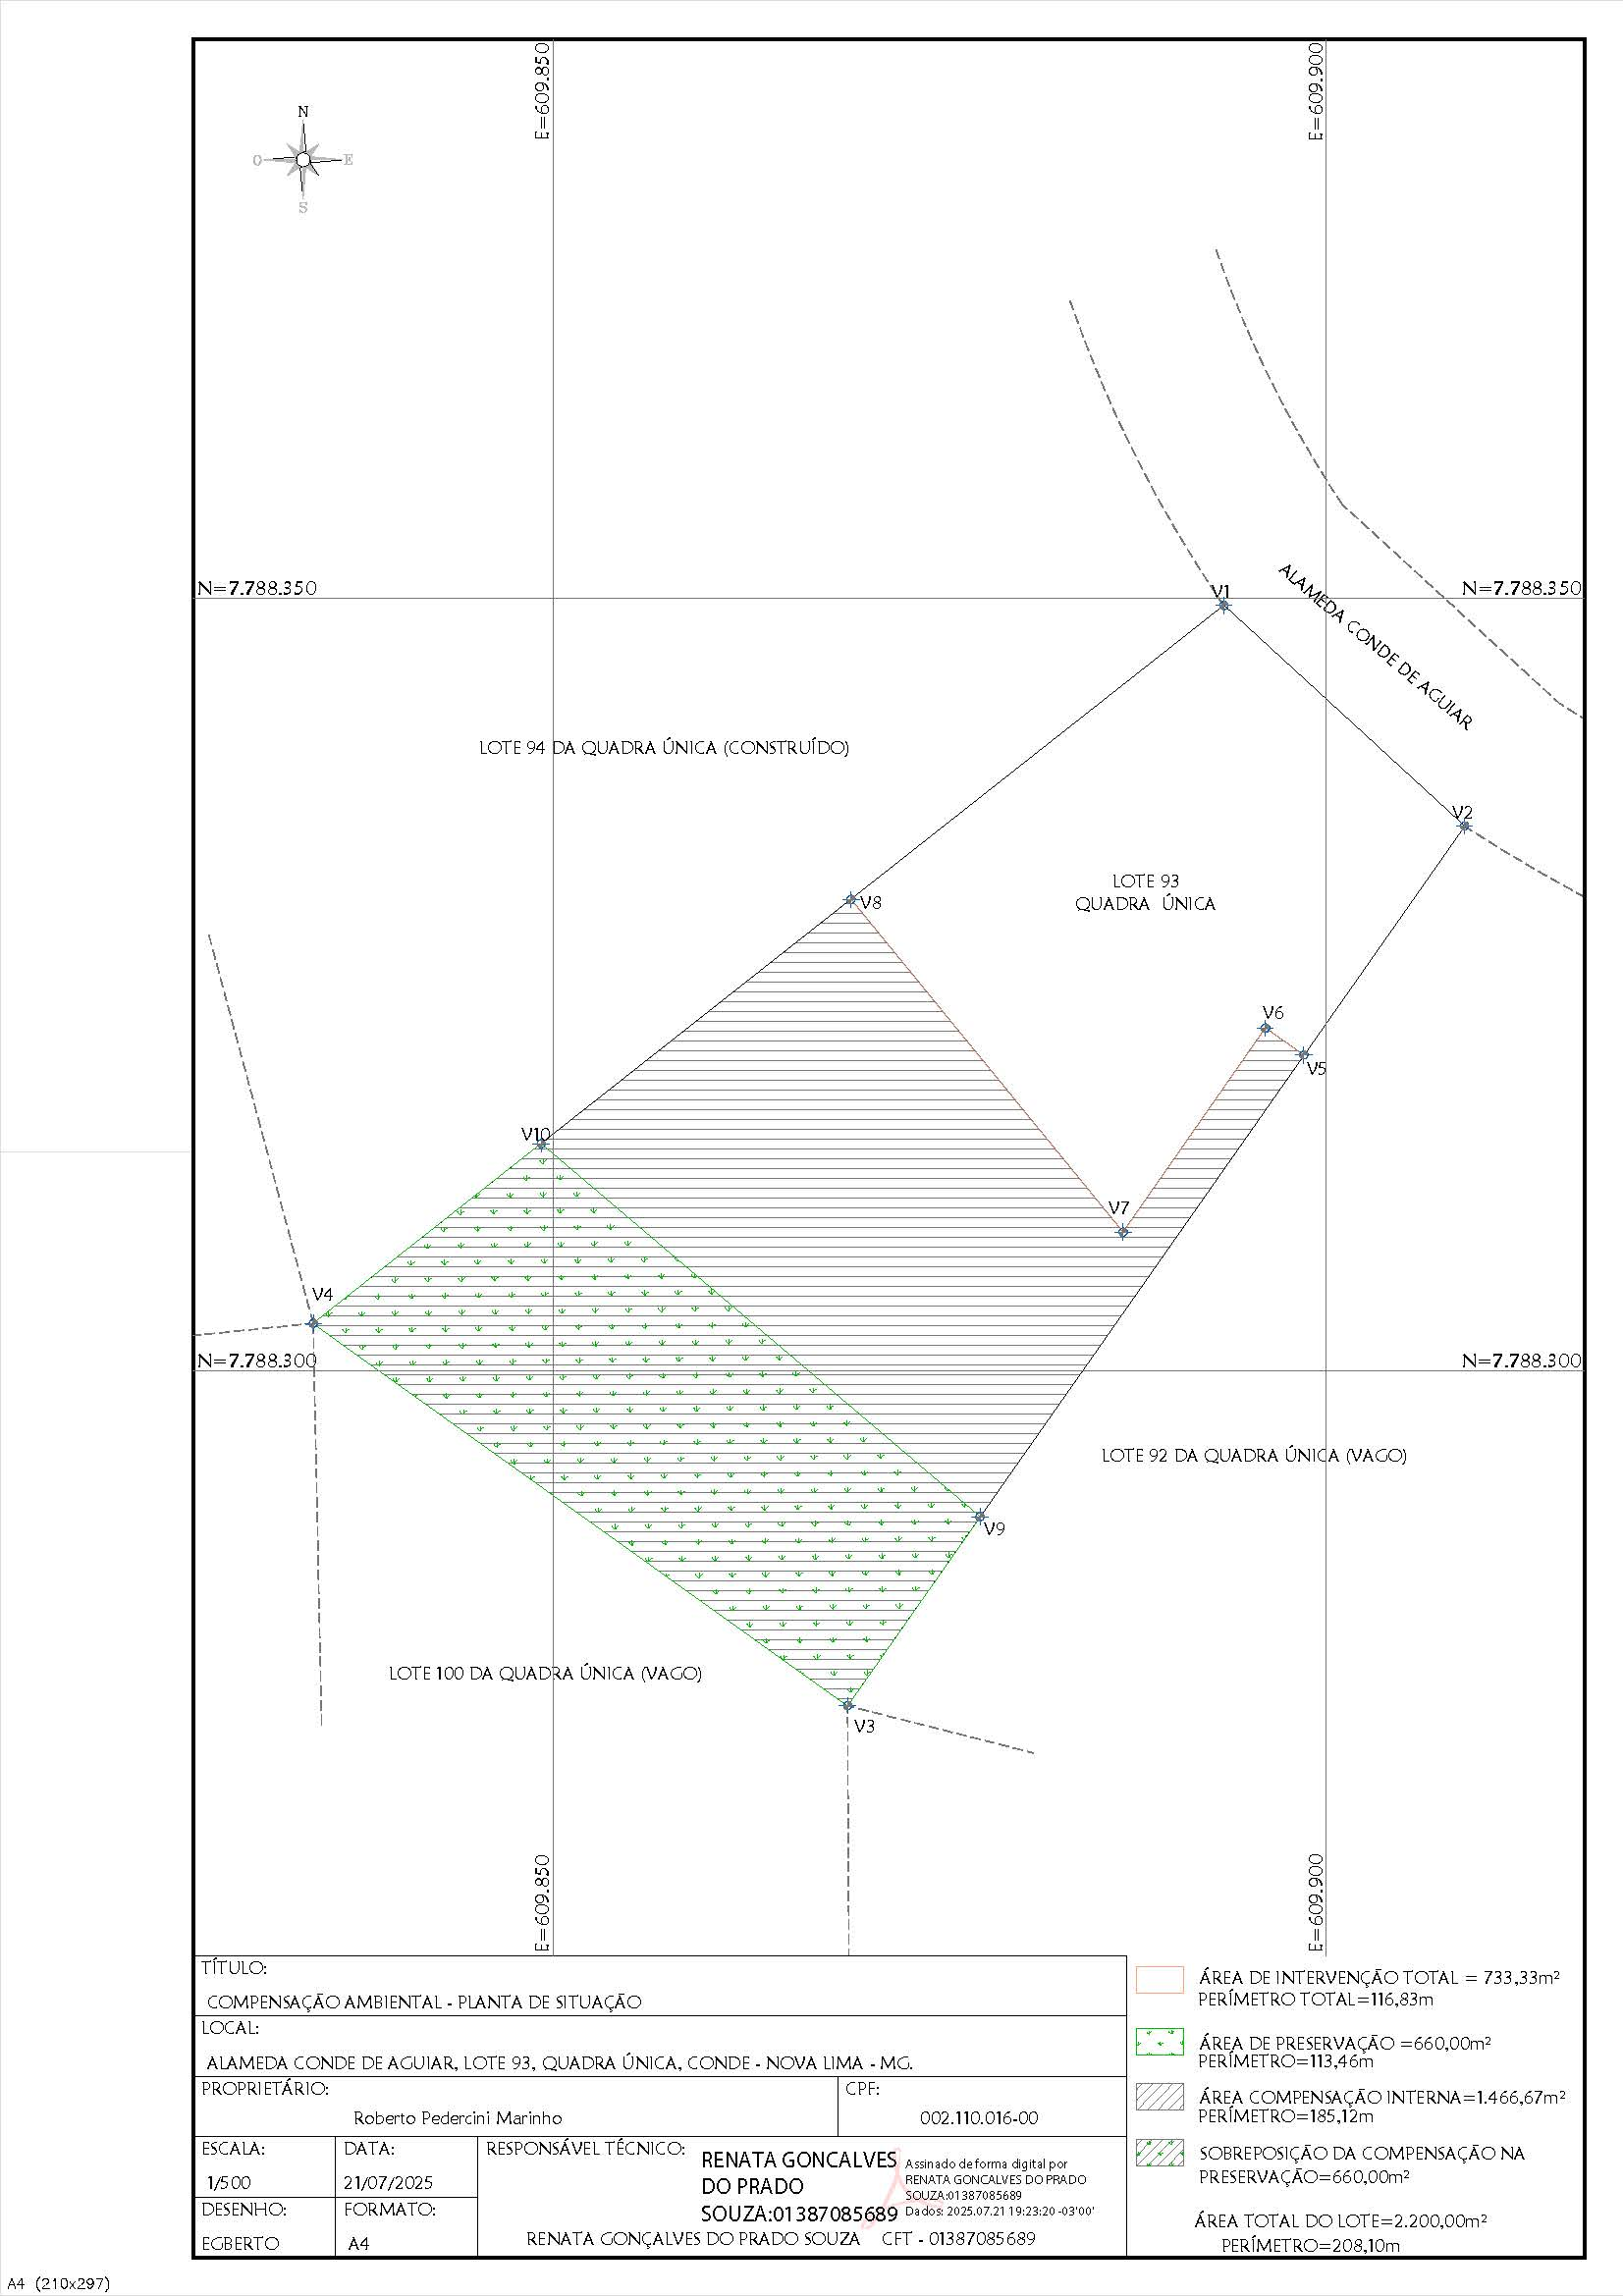 E=609.850
E=609.900
N
O
E
S
N=7.788.350
N=7.788.350
V1
ALAMEDA CONDE DE AGUIAR
LOTE 94 DA QUADRA ÚNICA (CONSTRUÍDO)
V2
LOTE 93
QUADRA ÚNICA
V8
V6
V5
V10
V7
V4
N=7.788.300
N=7.788.300
LOTE 92 DA QUADRA ÚNICA (VAGO)
V9
LOTE 100 DA QUADRA ÚNICA (VAGO)
V3
E=609.850
E=609.900
TÍTULO:
COMPENSAÇÃO AMBIENTAL - PLANTA DE SITUAÇÃO
LOCAL:
ALAMEDA CONDE DE AGUIAR, LOTE 93, QUADRA ÚNICA, CONDE - NOVA LIMA - MG.
PROPRIETÁRIO:
Roberto Pedercini Marinho
CPF:
002.110.016-00
ESCALA:
1/500
DATA:
21/07/2025
DESENHO:
EGBERTO
FORMATO:
A4
RESPONSÁVEL TÉCNICO:
RENATA GONCALVES
DO PRADO
SOUZA:01387085689
Assinado de forma digital por
RENATA GONCALVES DO PRADO
SOUZA:01387085689
Dados: 2025.07.21 19:23:20 -03'00'
RENATA GONÇALVES DO PRADO SOUZA CFT - 01387085689
ÁREA DE INTERVENÇÃO TOTAL = 733,33m²
PERÍMETRO TOTAL=116,83m
ÁREA DE PRESERVAÇÃO =660,00m²
PERÍMETRO=113,46m
ÁREA COMPENSAÇÃO INTERNA=1.466,67m²
PERÍMETRO=185,12m
SOBREPOSIÇÃO DA COMPENSAÇÃO NA
PRESERVAÇÃO=660,00m²
ÁREA TOTAL DO LOTE=2.200,00m²
PERÍMETRO=208,10m
A4 (210x297)